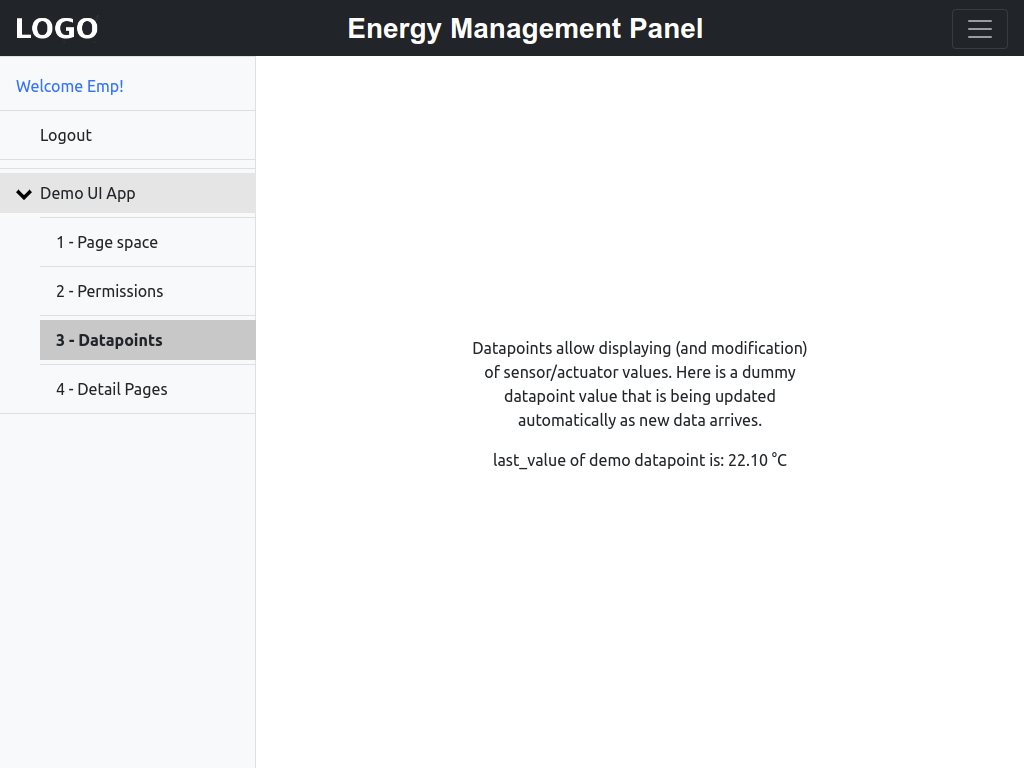 LOGO
Energy Management Panel
Welcome Emp!
Logout
Demo UI App
1 - Page space
2 - Permissions
3 - Datapoints
4 - Detail Pages
Datapoints allow displaying (and modification)
of sensor/actuator values. Here is a dummy
datapoint value that is being updated
automatically as new data arrives.
last_value of demo datapoint is: 22.10 °C